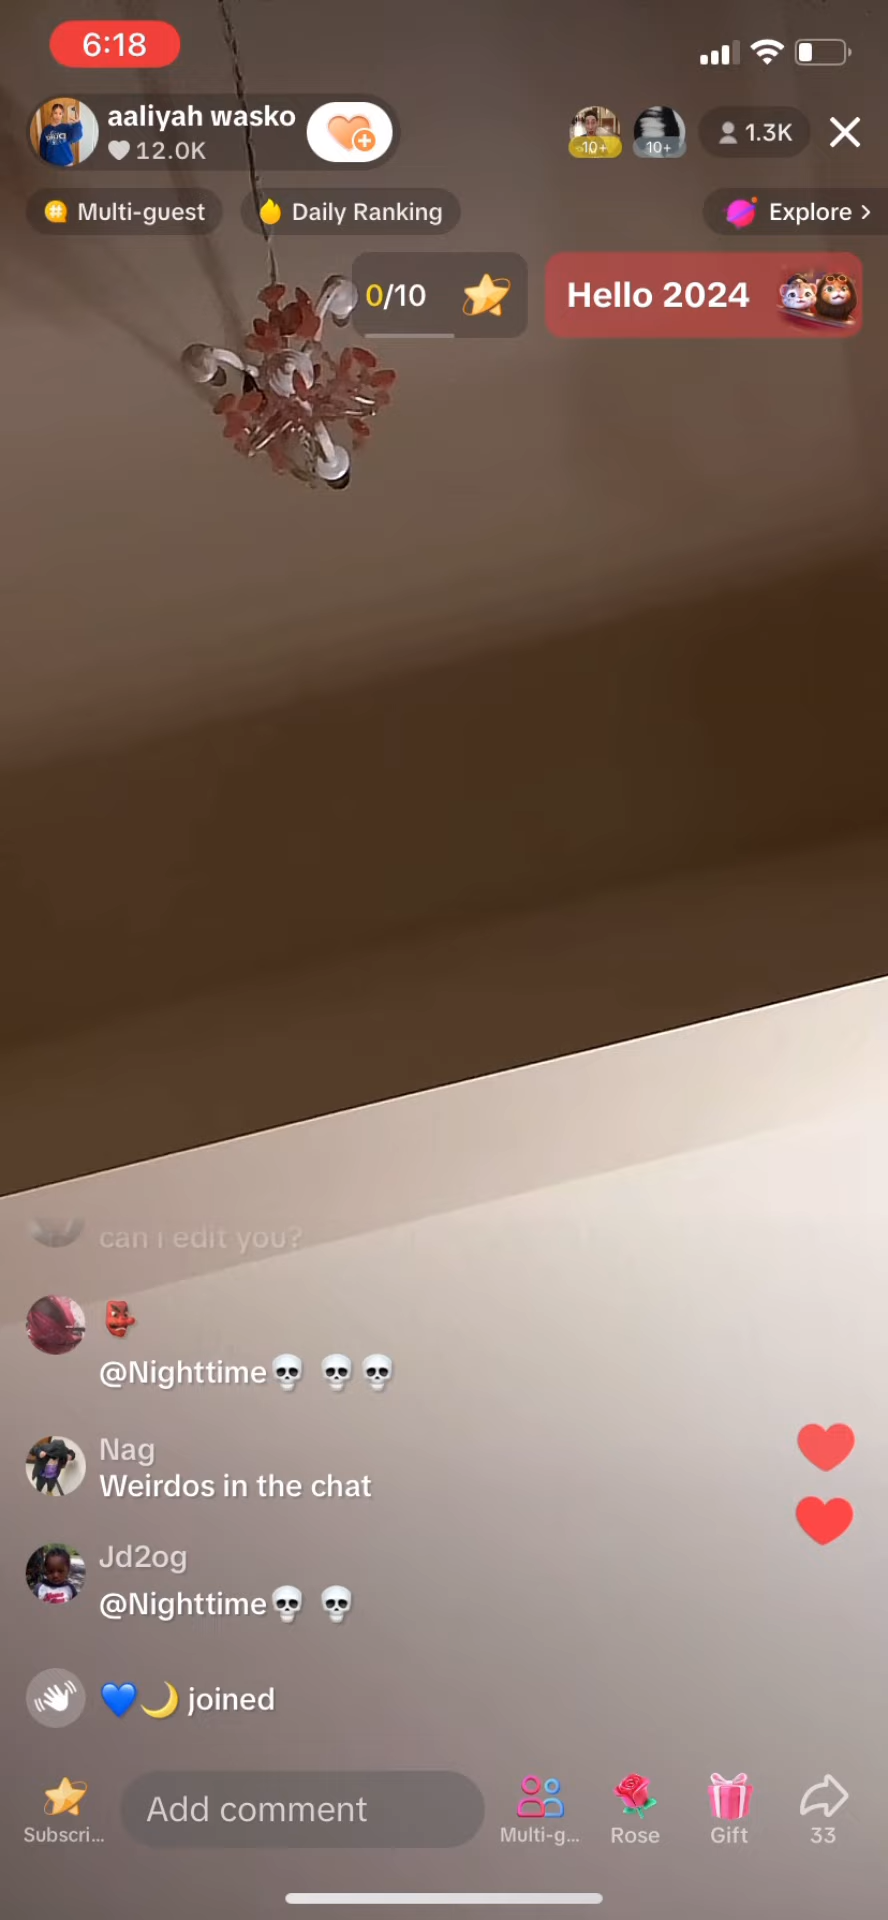 6:18
aaliyah wasko
12.0K
10+
10+
1.3K
Multi-guest
Daily Ranking
Explore >
0/10
Hello 2024
can i edit you?
👺
@Nighttime💀 💀 💀
Nag
Weirdos in the chat
Jd2og
@Nighttime💀 💀
💙🌙 joined
Subscri...
Add comment
Multi-g...
Rose
Gift
33